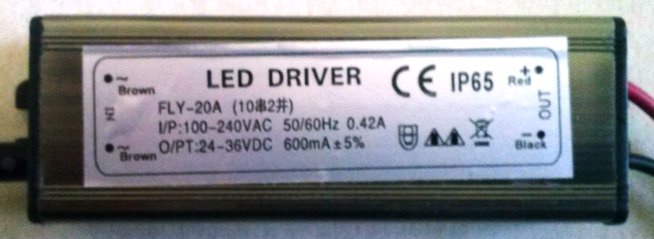 LED DRIVER CE IP65
~ Brown
Red +
FLY-20A (10串2并)
IN
OUT
I/P:100-240VAC 50/60Hz 0.42A
O/PT:24-36VDC 600mA±5%
~ Brown
− Black